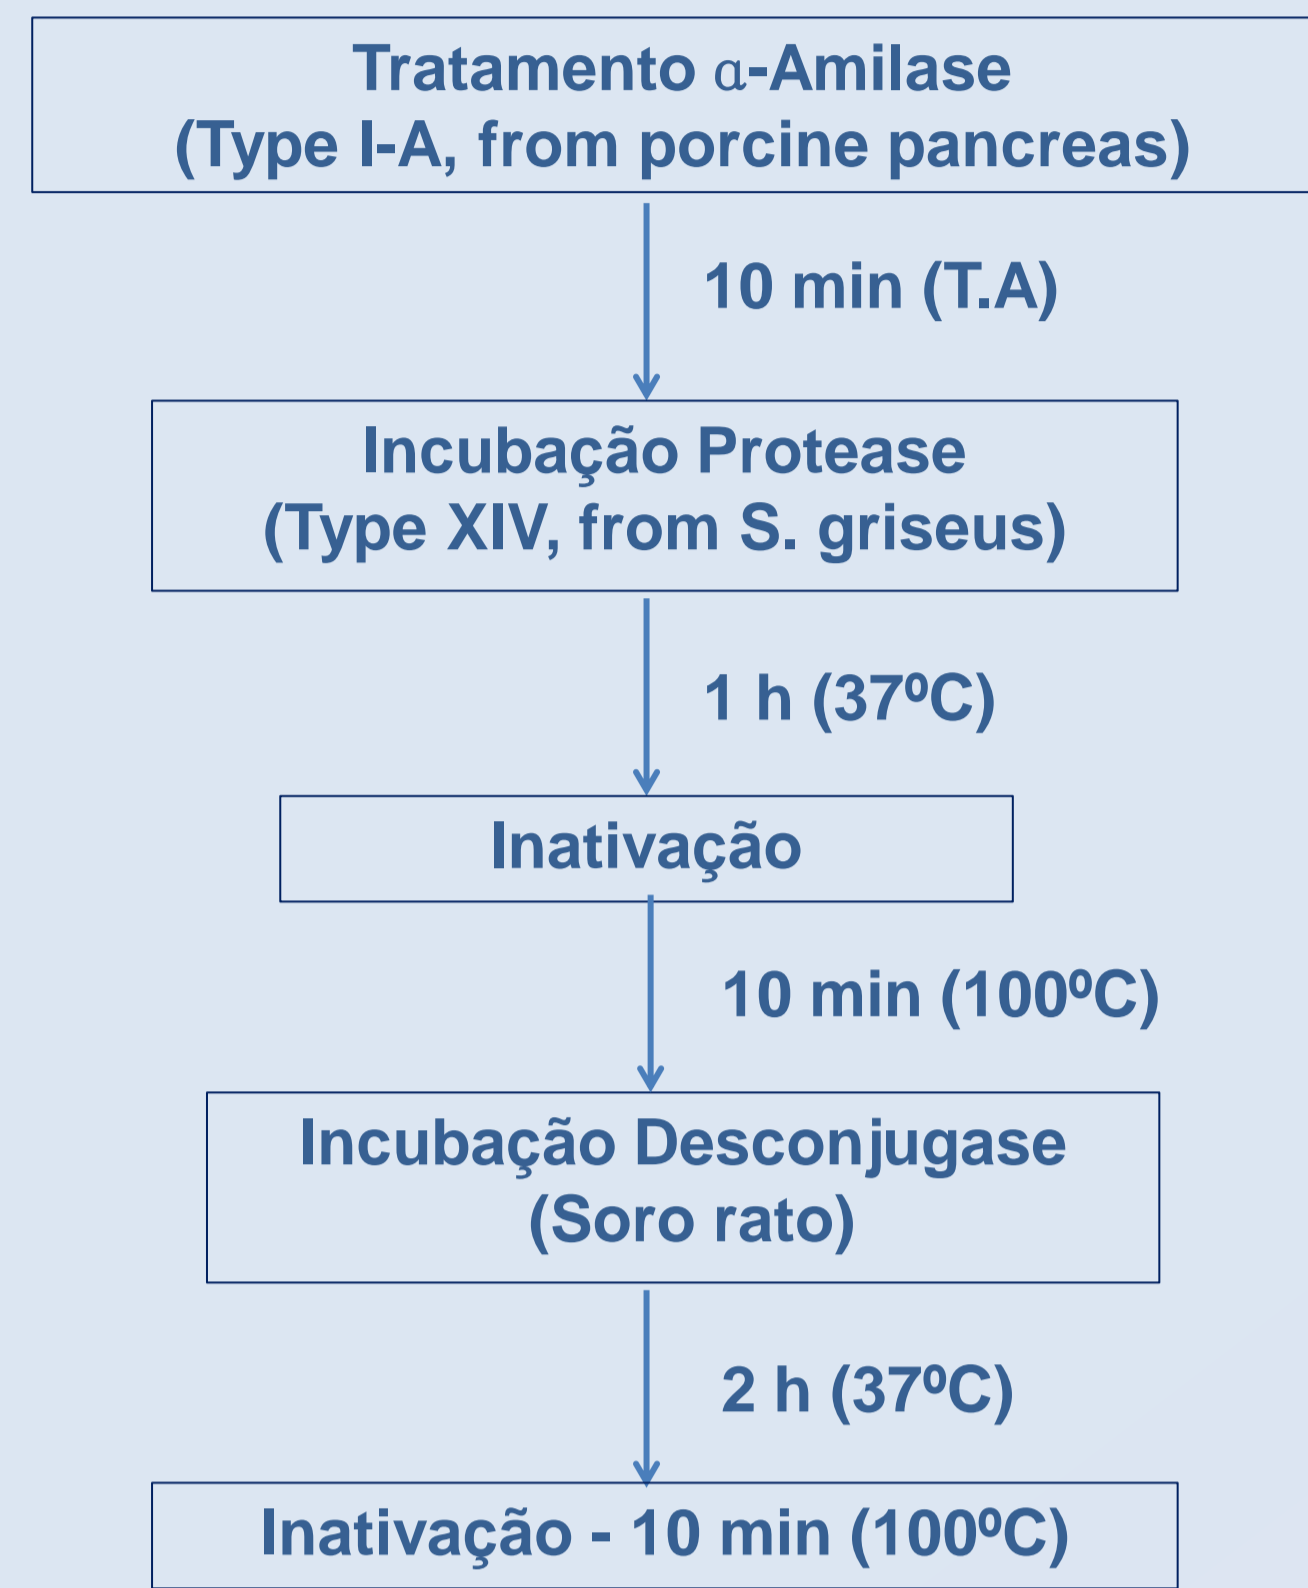 Tratamento α-Amilase
(Type I-A, from porcine pancreas)
10 min (T.A)
Incubação Protease
(Type XIV, from S. griseus)
1 h (37ºC)
Inativação
10 min (100ºC)
Incubação Desconjugase
(Soro rato)
2 h (37ºC)
Inativação - 10 min (100ºC)